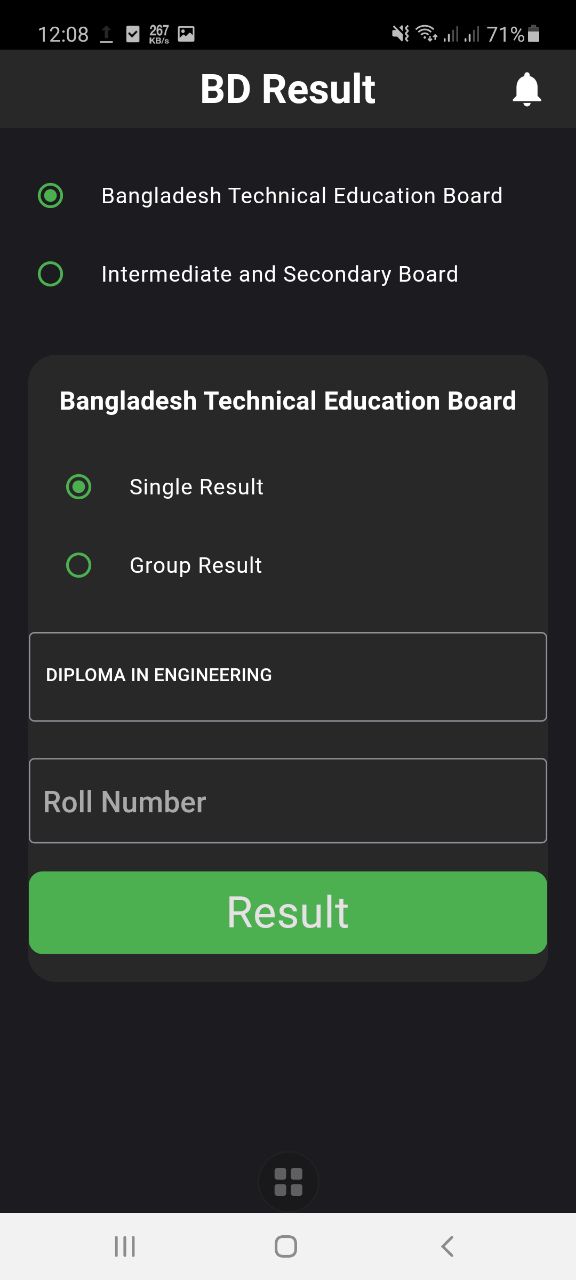 12:08 267 KB/s 71%
BD Result
Bangladesh Technical Education Board
Intermediate and Secondary Board
Bangladesh Technical Education Board
Single Result
Group Result
DIPLOMA IN ENGINEERING
Roll Number
Result